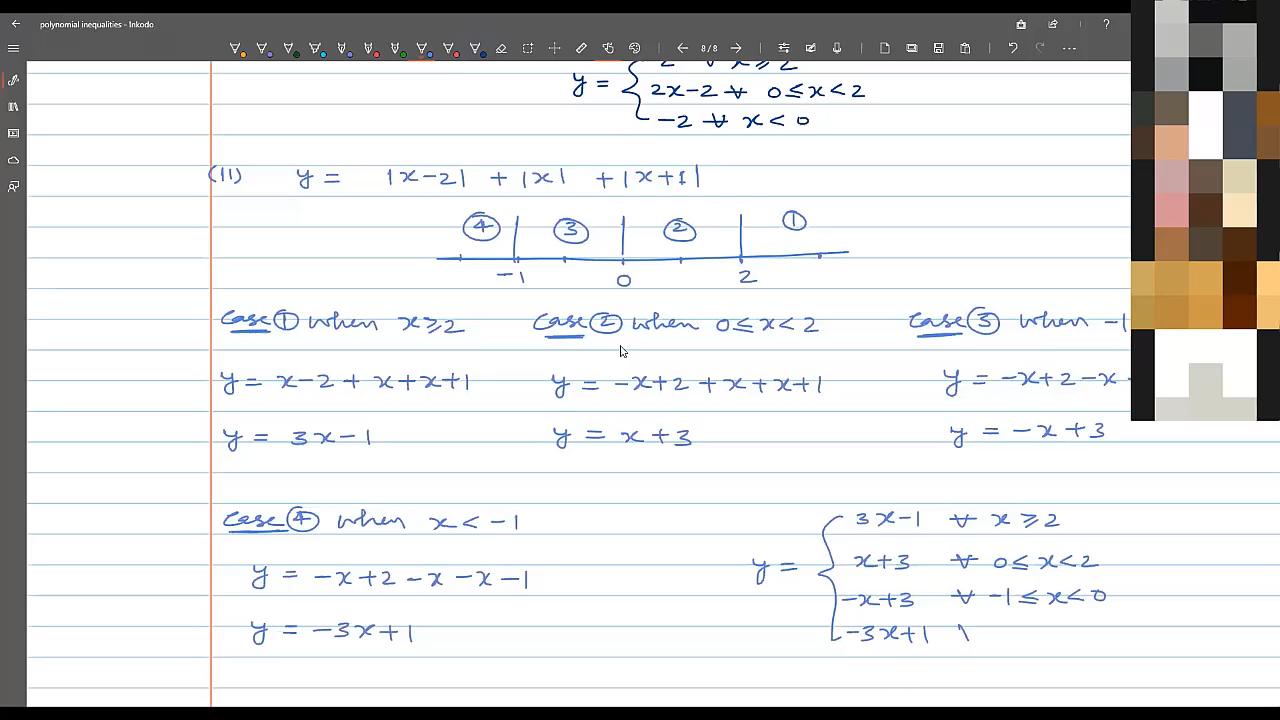 polynomial inequalities - Inkodo
8/8
2 ∀ x ≥ 2
y = { 2x-2 ∀ 0 ≤ x < 2
-2 ∀ x < 0
(11) y = |x-2| + |x| + |x+1|
④ ③ ② ①
-1 0 2
Case ① when x ≥ 2
y = x-2 + x+x+1
y = 3x-1
Case ② when 0 ≤ x < 2
y = -x+2 + x + x+1
y = x+3
Case ③ when -1
y = -x+2 -x
y = -x+3
Case ④ when x < -1
y = -x+2 -x -x -1
y = -3x+1
3x-1 ∀ x ≥ 2
y = { x+3 ∀ 0 ≤ x < 2
-x+3 ∀ -1 ≤ x < 0
-3x+1